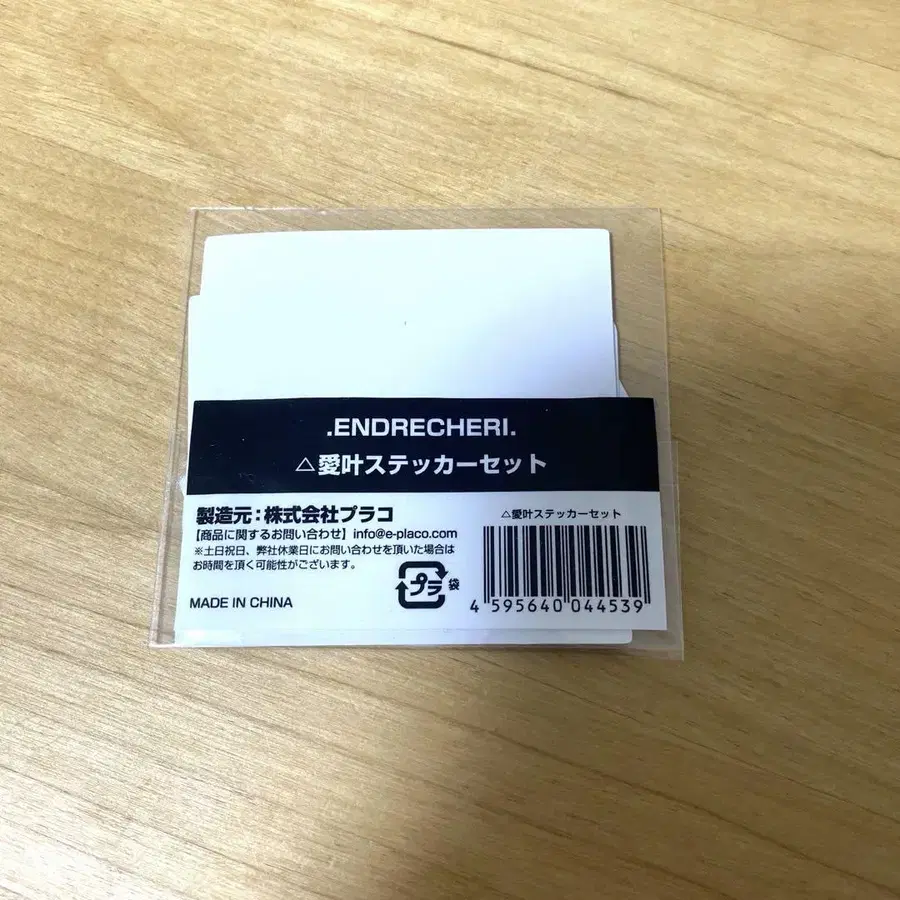 .ENDRECHERI.
△愛叶ステッカーセット
製造元:株式会社プラコ
【商品に関するお問い合わせ】info@e-placo.com
※土日祝日、弊社休業日にお問い合わせを頂いた場合は
お時間を頂く可能性がございます。
MADE IN CHINA
プラ 袋
△愛叶ステッカーセット
4 595640 044539